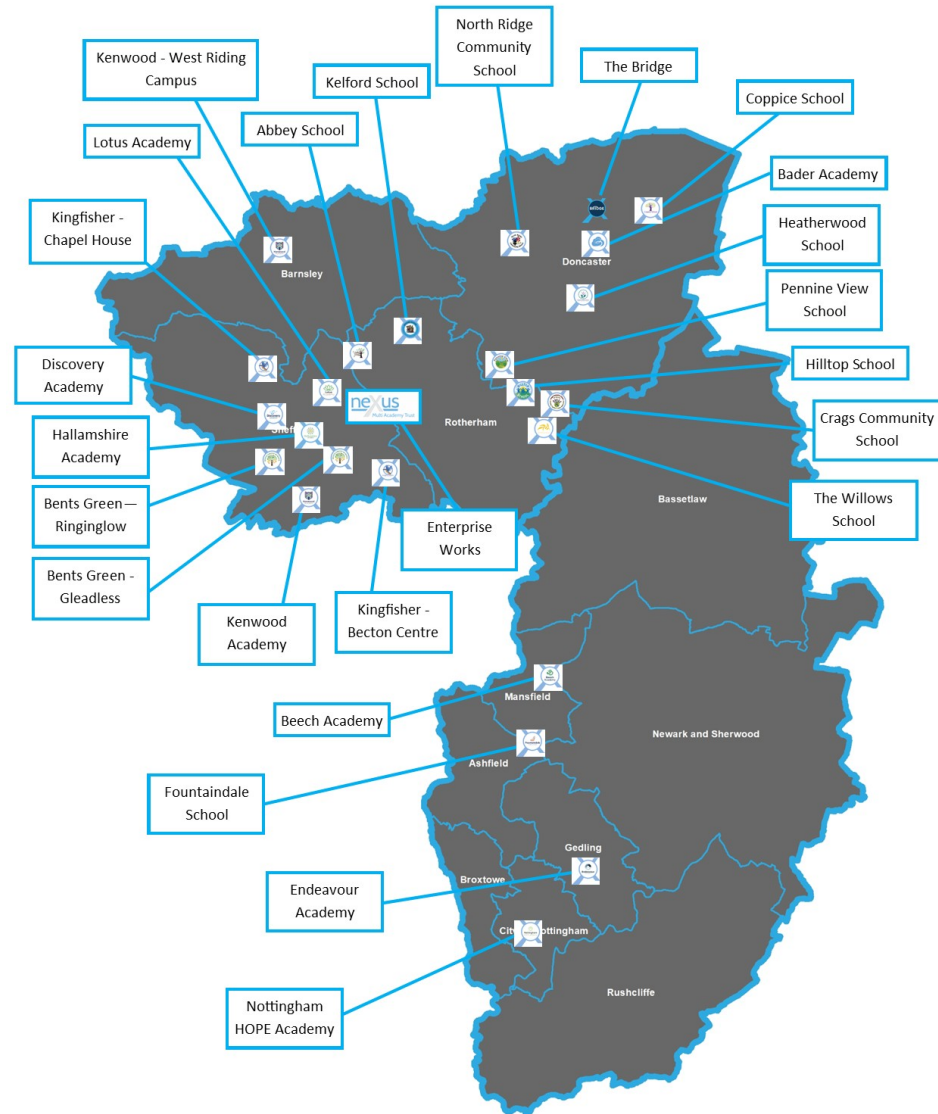 North Ridge
Community
School
Kenwood - West Riding
Campus
Kelford School
The Bridge
Coppice School
Lotus Academy
Abbey School
Bader Academy
Kingfisher -
Chapel House
Heatherwood
School
Barnsley
Doncaster
Pennine View
School
Discovery
Academy
Hilltop School
nexus
Multi Academy Trust
Rotherham
Hallamshire
Academy
Crags Community
School
Bents Green—
Ringinglow
Bassetlaw
The Willows
School
Enterprise
Works
Bents Green -
Gleadless
Kenwood
Academy
Kingfisher -
Becton Centre
Beech Academy
Mansfield
Newark and Sherwood
Ashfield
Fountaindale
School
Gedling
Broxtowe
Endeavour
Academy
City
ottingham
Rushcliffe
Nottingham
HOPE Academy